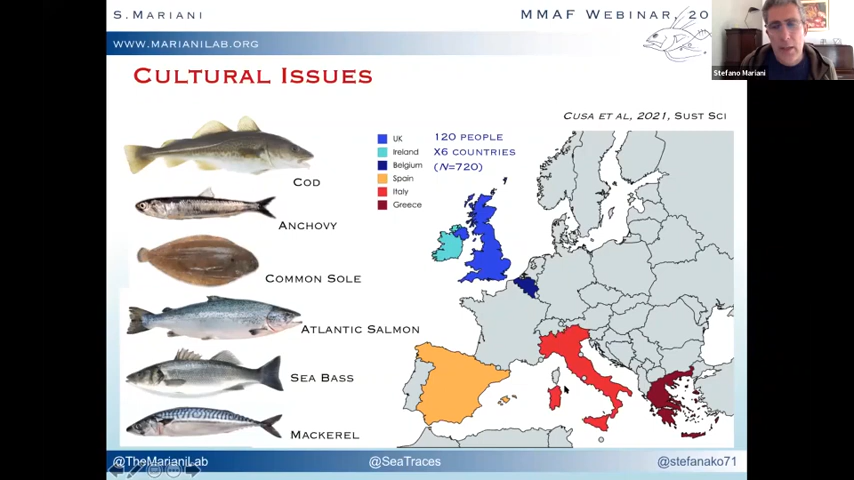 S.Mariani
MMAF Webinar, 20
www.marianilab.org
Stefano Mariani
Cultural Issues
Cusa et al, 2021, Sust Sci
UK
Ireland
Belgium
Spain
Italy
Greece
120 people
x6 countries
(N=720)
Cod
Anchovy
Common Sole
Atlantic Salmon
Sea Bass
Mackerel
@TheMarianiLab
@SeaTraces
@stefanako71